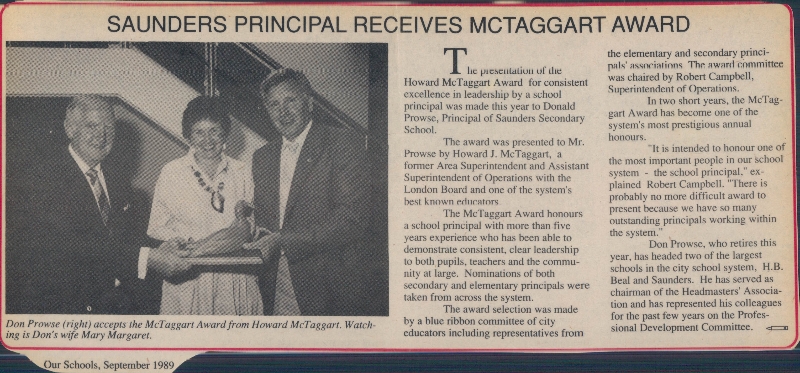 SAUNDERS PRINCIPAL RECEIVES MCTAGGART AWARD
The presentation of the
Howard McTaggart Award for consistent
excellence in leadership by a school
principal was made this year to Donald
Prowse, Principal of Saunders Secondary
School.
The award was presented to Mr.
Prowse by Howard J. McTaggart, a
former Area Superintendent and Assistant
Superintendent of Operations with the
London Board and one of the system's
best known educators
The McTaggart Award honours
a school principal with more than five
years experience who has been able to
demonstrate consistent, clear leadership
to both pupils, teachers and the commu-
nity at large. Nominations of both
secondary and elementary principals were
taken from across the system.
The award selection was made
by a blue ribbon committee of city
educators including representatives from
the elementary and secondary princi-
pals' associations The award committee
was chaired by Robert Campbell,
Superintendent of Operations.
In two short years, the McTag-
gart Award has become one of the
system's most prestigious annual
honours.
"It is intended to honour one of
the most important people in our school
system - the school principal," ex-
plained Robert Campbell. "There is
probably no more difficult award to
present because we have so many
outstanding principals working within
the system."
Don Prowse, who retires this
year, has headed two of the largest
schools in the city school system, H.B.
Beal and Saunders. He has served as
chairman of the Headmasters' Associa-
tion and has represented his colleagues
for the past few years on the Profes-
sional Development Committee.
Don Prowse (right) accepts the McTaggart Award from Howard McTaggart. Watch-
ing is Don's wife Mary Margaret.
Our Schools, September 1989